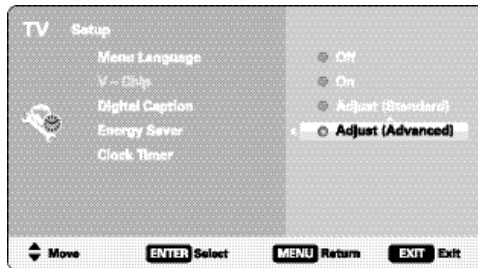 TV Setup
Menu Language
V – Chip
Digital Caption
Energy Saver
Clock Timer
Off
On
Adjust (Standard)
Adjust (Advanced)
Move ENTER Select MENU Return EXIT Exit